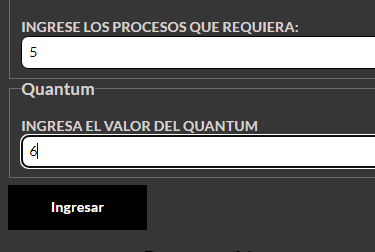 INGRESE LOS PROCESOS QUE REQUIERA:
5
Quantum
INGRESA EL VALOR DEL QUANTUM
6
Ingresar